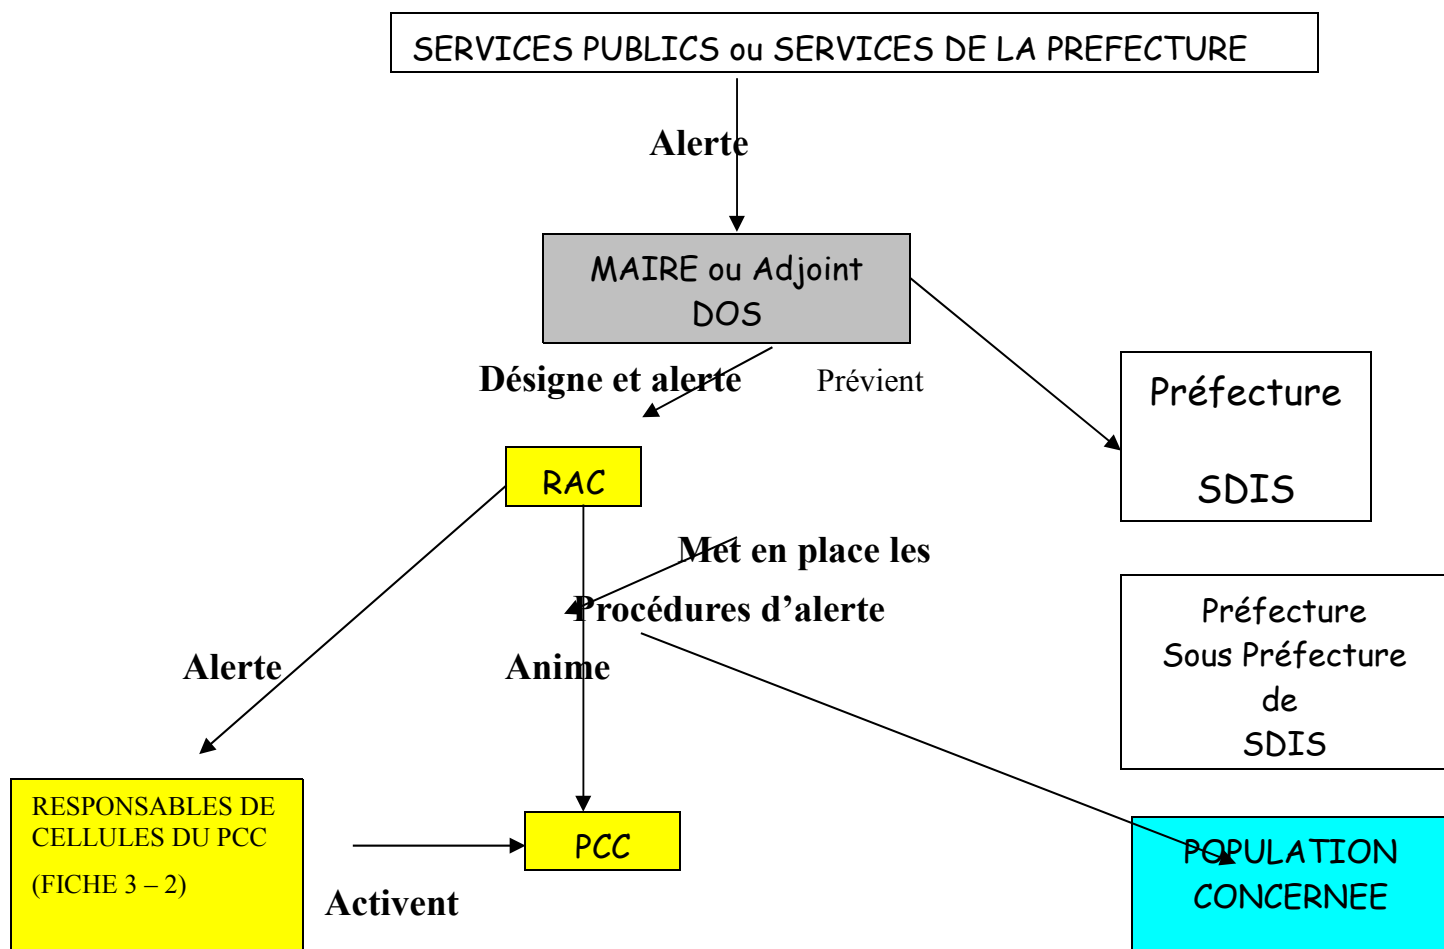 SERVICES PUBLICS ou SERVICES DE LA PREFECTURE
Alerte
MAIRE ou Adjoint
DOS
Désigne et alerte
Prévient
Préfecture
SDIS
RAC
Met en place les
Procédures d’alerte
Préfecture
Sous Préfecture
de
SDIS
Alerte
Anime
RESPONSABLES DE
CELLULES DU PCC
(FICHE 3 – 2)
Activent
PCC
POPULATION
CONCERNEE